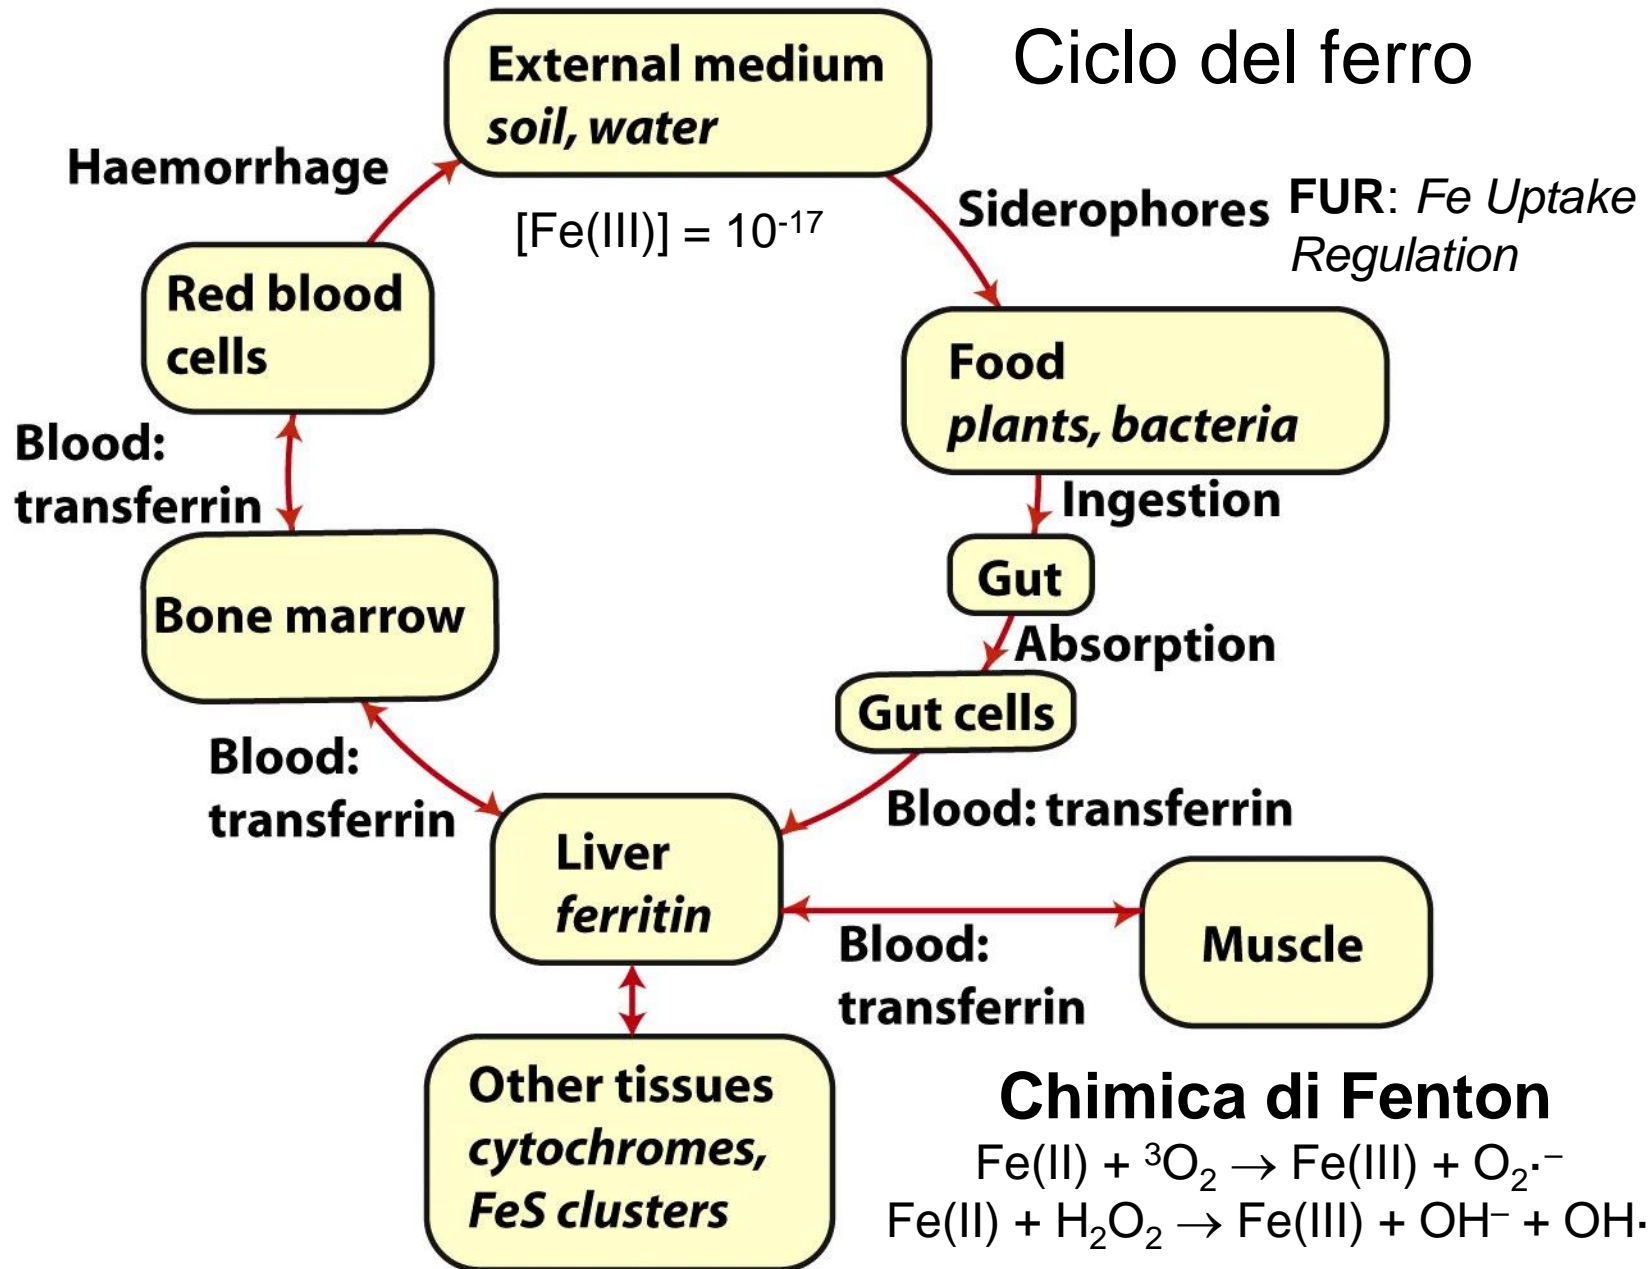 Ciclo del ferro
External medium
soil, water
Haemorrhage
[Fe(III)] = 10⁻¹⁷
Siderophores
FUR: Fe Uptake
Regulation
Red blood
cells
Food
plants, bacteria
Blood:
transferrin
Ingestion
Gut
Bone marrow
Absorption
Gut cells
Blood:
transferrin
Blood: transferrin
Liver
ferritin
Blood:
transferrin
Muscle
Other tissues
cytochromes,
FeS clusters
Chimica di Fenton
Fe(II) + ³O₂ → Fe(III) + O₂·⁻
Fe(II) + H₂O₂ → Fe(III) + OH⁻ + OH·